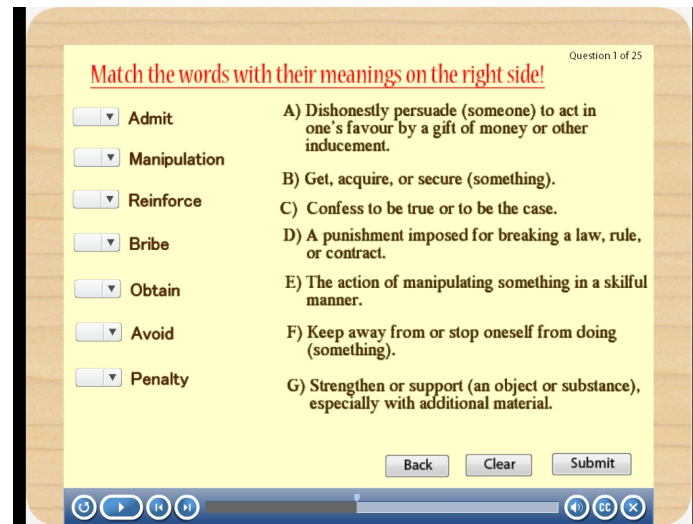 Question 1 of 25
Match the words with their meanings on the right side!
Admit
Manipulation
Reinforce
Bribe
Obtain
Avoid
Penalty
A) Dishonestly persuade (someone) to act in
one's favour by a gift of money or other
inducement.
B) Get, acquire, or secure (something).
C) Confess to be true or to be the case.
D) A punishment imposed for breaking a law, rule,
or contract.
E) The action of manipulating something in a skilful
manner.
F) Keep away from or stop oneself from doing
(something).
G) Strengthen or support (an object or substance),
especially with additional material.
Back
Clear
Submit
CC